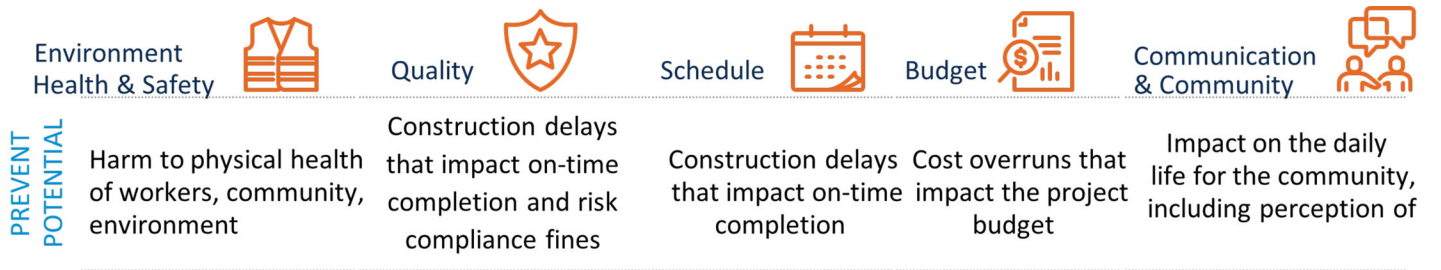 Environment
Health & Safety
Quality
Schedule
Budget
Communication
& Community
PREVENT
POTENTIAL
Harm to physical health
of workers, community,
environment
Construction delays
that impact on-time
completion and risk
compliance fines
Construction delays
that impact on-time
completion
Cost overruns that
impact the project
budget
Impact on the daily
life for the community,
including perception of